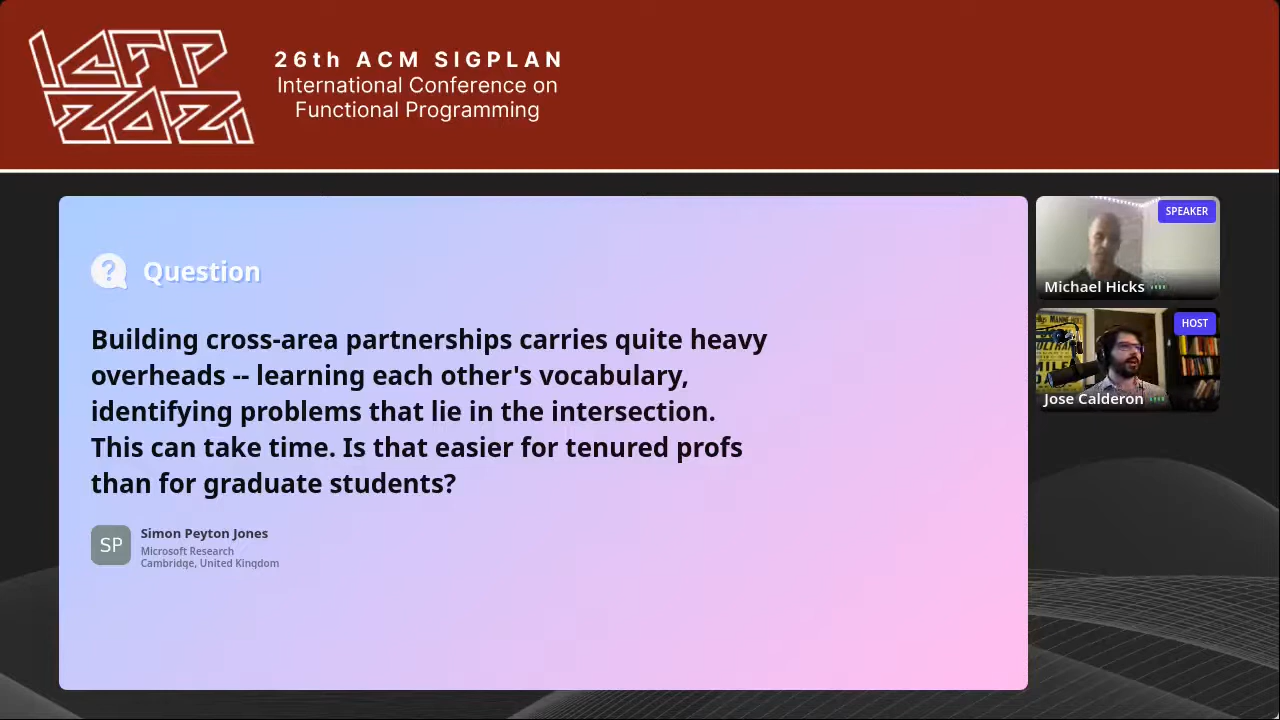 ICFP
2021
26th ACM SIGPLAN
International Conference on
Functional Programming
Question
Building cross-area partnerships carries quite heavy
overheads -- learning each other's vocabulary,
identifying problems that lie in the intersection.
This can take time. Is that easier for tenured profs
than for graduate students?
SP
Simon Peyton Jones
Microsoft Research
Cambridge, United Kingdom
SPEAKER
Michael Hicks
HOST
Jose Calderon